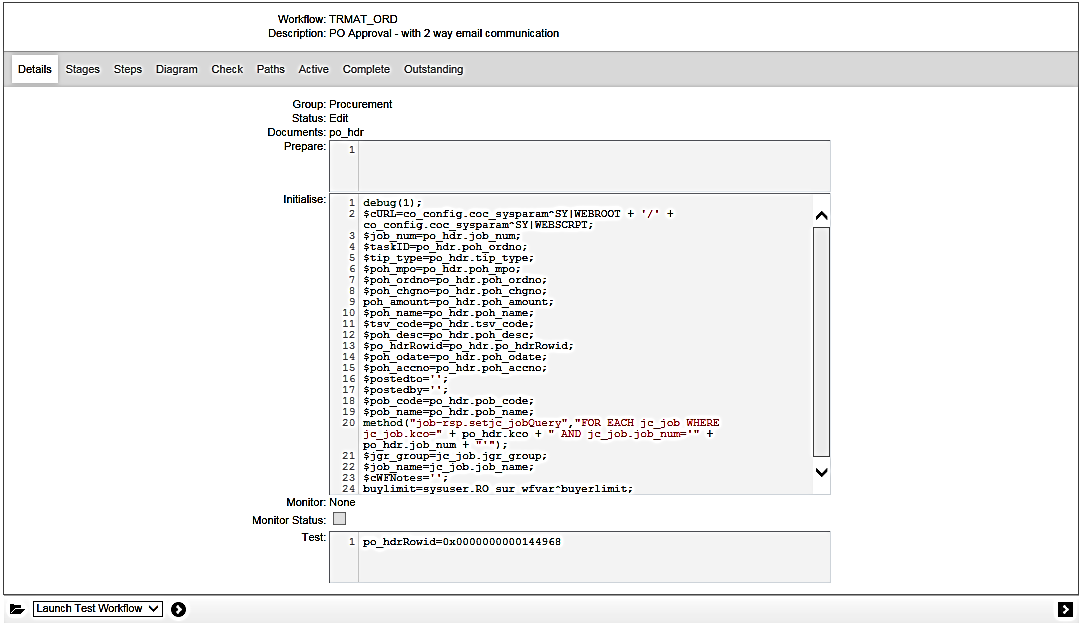 Workflow: TRMAT_ORD
Description: PO Approval - with 2 way email communication
Details Stages Steps Diagram Check Paths Active Complete Outstanding
Group: Procurement
Status: Edit
Documents: po_hdr
Prepare:
1
Initialise:
1 debug(1);
2 $cURL=co_config.coc_sysparam^SY|WEBROOT + '/' +
co_config.coc_sysparam^SY|WEBSCRPT;
3 $job_num=po_hdr.job_num;
4 $taskID=po_hdr.poh_ordno;
5 $tip_type=po_hdr.tip_type;
6 $poh_mpo=po_hdr.poh_mpo;
7 $poh_ordno=po_hdr.poh_ordno;
8 $poh_chgno=po_hdr.poh_chgno;
9 poh_amount=po_hdr.poh_amount;
10 $poh_name=po_hdr.poh_name;
11 $tsv_code=po_hdr.tsv_code;
12 $poh_desc=po_hdr.poh_desc;
13 $po_hdrRowid=po_hdr.po_hdrRowid;
14 $poh_odate=po_hdr.poh_odate;
15 $poh_accno=po_hdr.poh_accno;
16 $postedto='';
17 $postedby='';
18 $pob_code=po_hdr.pob_code;
19 $pob_name=po_hdr.pob_name;
20 method("job-rsp.setjc_jobQuery","FOR EACH jc_job WHERE
jc_job.kco=" + po_hdr.kco + " AND jc_job.job_num='" +
po_hdr.job_num + "'");
21 $jgr_group=jc_job.jgr_group;
22 $job_name=jc_job.job_name;
23 $cWFNotes='';
24 buylimit=sysuser.RO_sur_wfvar^buyerlimit;
Monitor: None
Monitor Status:
Test:
1 po_hdrRowid=0x0000000000144968
Launch Test Workflow